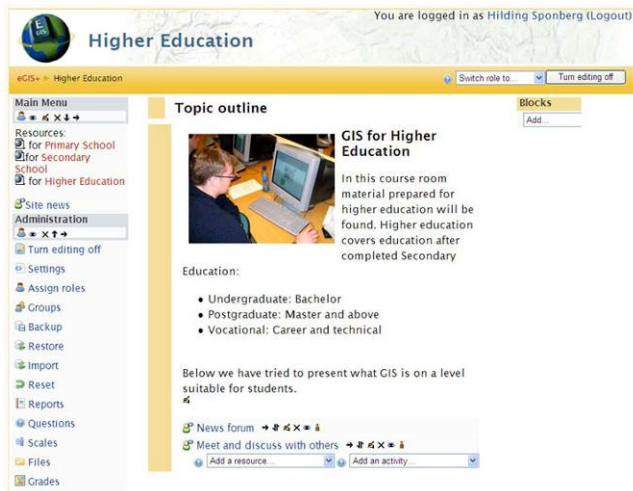 You are logged in as Hilding Sponberg (Logout)
E
GIS
Higher Education
eGIS+ ► Higher Education
Switch role to...
Turn editing off
Main Menu
Resources:
for Primary School
for Secondary
School
for Higher Education
Site news
Administration
Turn editing off
Settings
Assign roles
Groups
Backup
Restore
Import
Reset
Reports
Questions
Scales
Files
Grades
Topic outline
GIS for Higher
Education
In this course room
material prepared for
higher education will be
found. Higher education
covers education after
completed Secondary
Education:
• Undergraduate: Bachelor
• Postgraduate: Master and above
• Vocational: Career and technical
Below we have tried to present what GIS is on a level
suitable for students.
News forum
Meet and discuss with others
Add a resource...
Add an activity...
Blocks
Add...